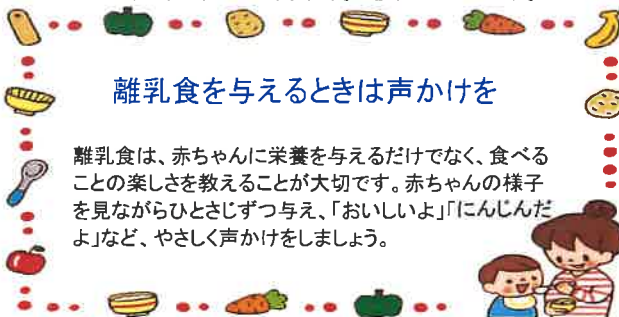 離乳食を与えるときは声かけを
離乳食は、赤ちゃんに栄養を与えるだけでなく、食べる
ことの楽しさを教えることが大切です。赤ちゃんの様子
を見ながらひとさじずつ与え、「おいしいよ」「にんじんだ
よ」など、やさしく声かけをしましょう。